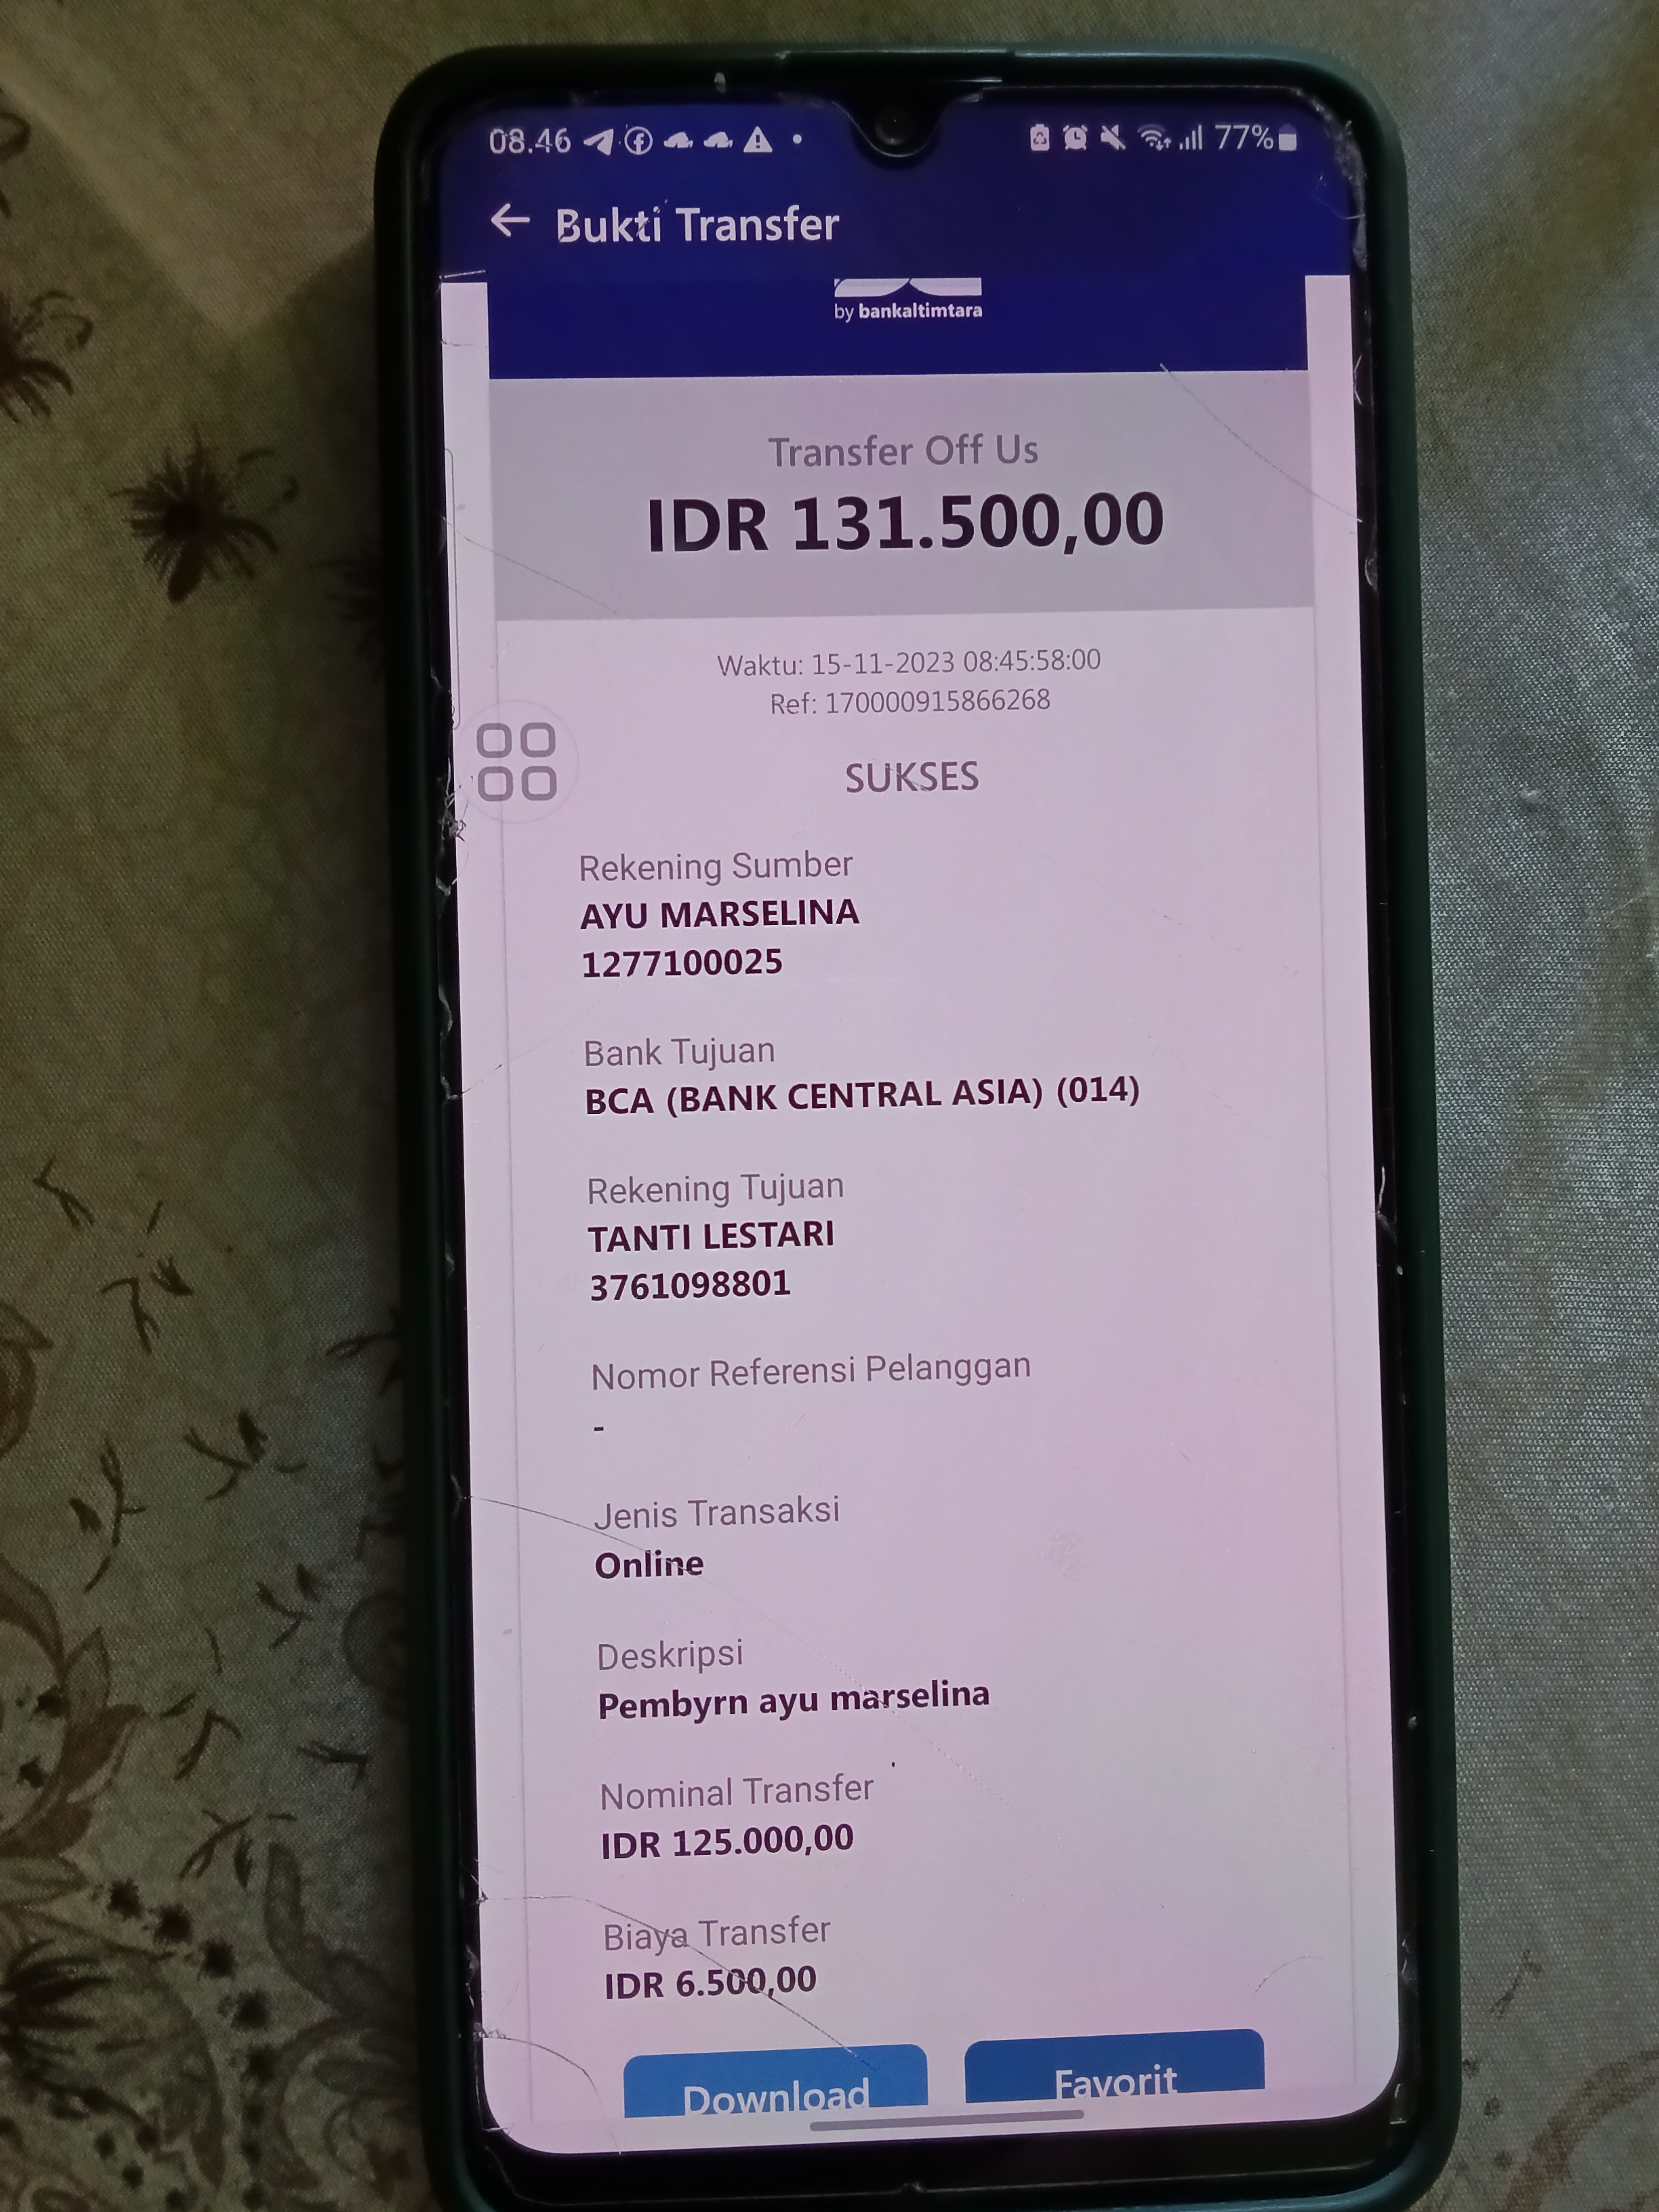 08.46 77%
Bukti Transfer
by bankaltimtara
Transfer Off Us
IDR 131.500,00
Waktu: 15-11-2023 08:45:58:00
Ref: 170000915866268
SUKSES
Rekening Sumber
AYU MARSELINA
1277100025
Bank Tujuan
BCA (BANK CENTRAL ASIA) (014)
Rekening Tujuan
TANTI LESTARI
3761098801
Nomor Referensi Pelanggan
-
Jenis Transaksi
Online
Deskripsi
Pembyrn ayu marselina
Nominal Transfer
IDR 125.000,00
Biaya Transfer
IDR 6.500,00
Download Favorit